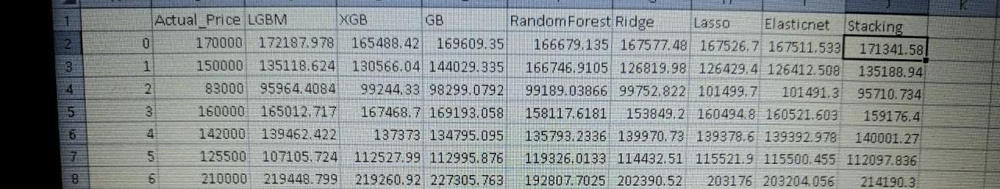 K
1 Actual_Price LGBM XGB GB RandomForest Ridge Lasso Elasticnet Stacking
2 0 170000 172187.978 165488.42 169609.35 166679.135 167577.48 167526.7 167511.533 171341.58
3 1 150000 135118.624 130566.04 144029.335 166746.9105 126819.98 126429.4 126412.508 135188.94
4 2 83000 95964.4084 99244.33 98299.0792 99189.03866 99752.822 101499.7 101491.3 95710.734
5 3 160000 165012.717 167468.7 169193.058 158117.6181 153849.2 160494.8 160521.603 159176.4
6 4 142000 139462.422 137373 134795.095 135793.2336 139970.73 139378.6 139392.978 140001.27
7 5 125500 107105.724 112527.99 112995.876 119326.0133 114432.51 115521.9 115500.455 112097.836
8 6 210000 219448.799 219260.92 227305.763 192807.7025 202390.52 203176 203204.056 214190.3